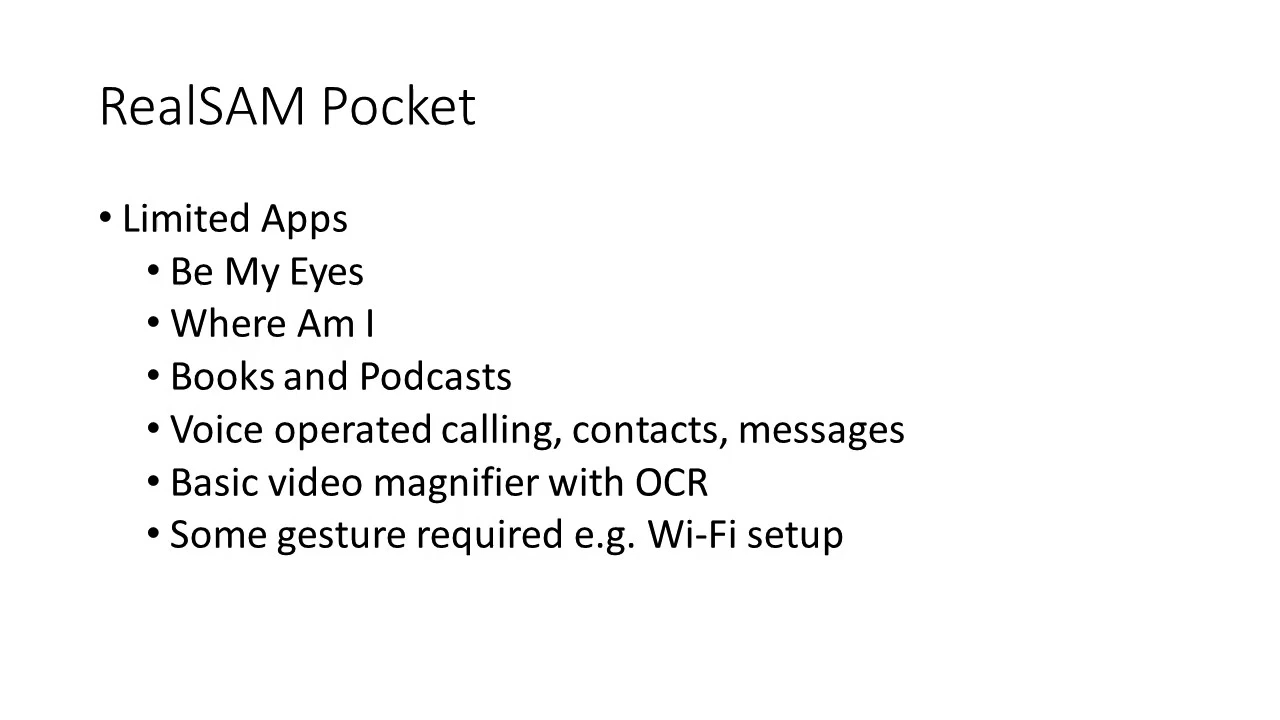 RealSAM Pocket
• Limited Apps
• Be My Eyes
• Where Am I
• Books and Podcasts
• Voice operated calling, contacts, messages
• Basic video magnifier with OCR
• Some gesture required e.g. Wi-Fi setup